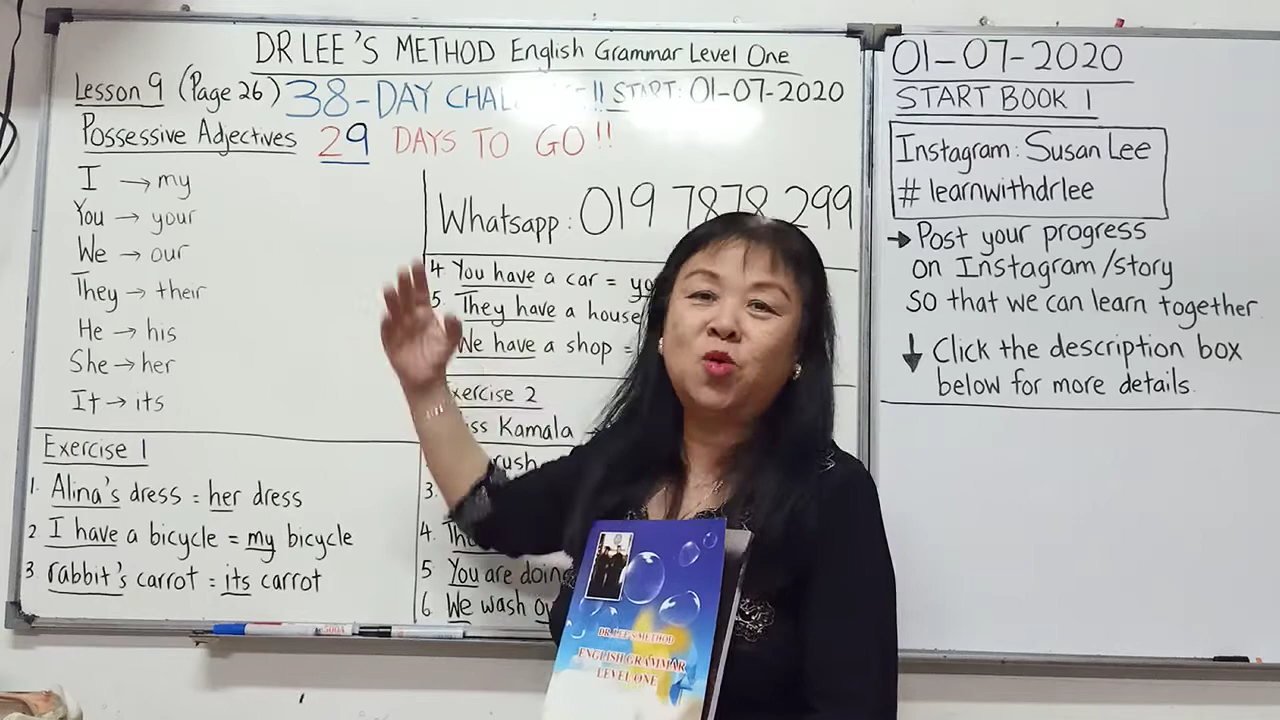 DR LEE'S METHOD English Grammar Level One
Lesson 9 (Page 26) 38-DAY !! START: 01-07-2020
Possessive Adjectives 29 DAYS TO GO!!
I → my
You → your
We → our
They → their
He → his
She → her
It → its
Exercise 1
1. Alina's dress = her dress
2 I have a bicycle = my bicycle
3 rabbit's carrot = its carrot
Whatsapp: 019 7878 299
4 You have a car =
5. They have a house
We have a shop =
Exercise 2
Kamala
3.
4.
5 You are doing
6 We wash
01-07-2020
START BOOK 1
Instagram: Susan Lee
# learnwithdrlee
→ Post your progress
on Instagram/story
so that we can learn together
↓ Click the description box
below for more details.
DR. LEE'S METHOD
ENGLISH GRAMMAR
LEVEL ONE